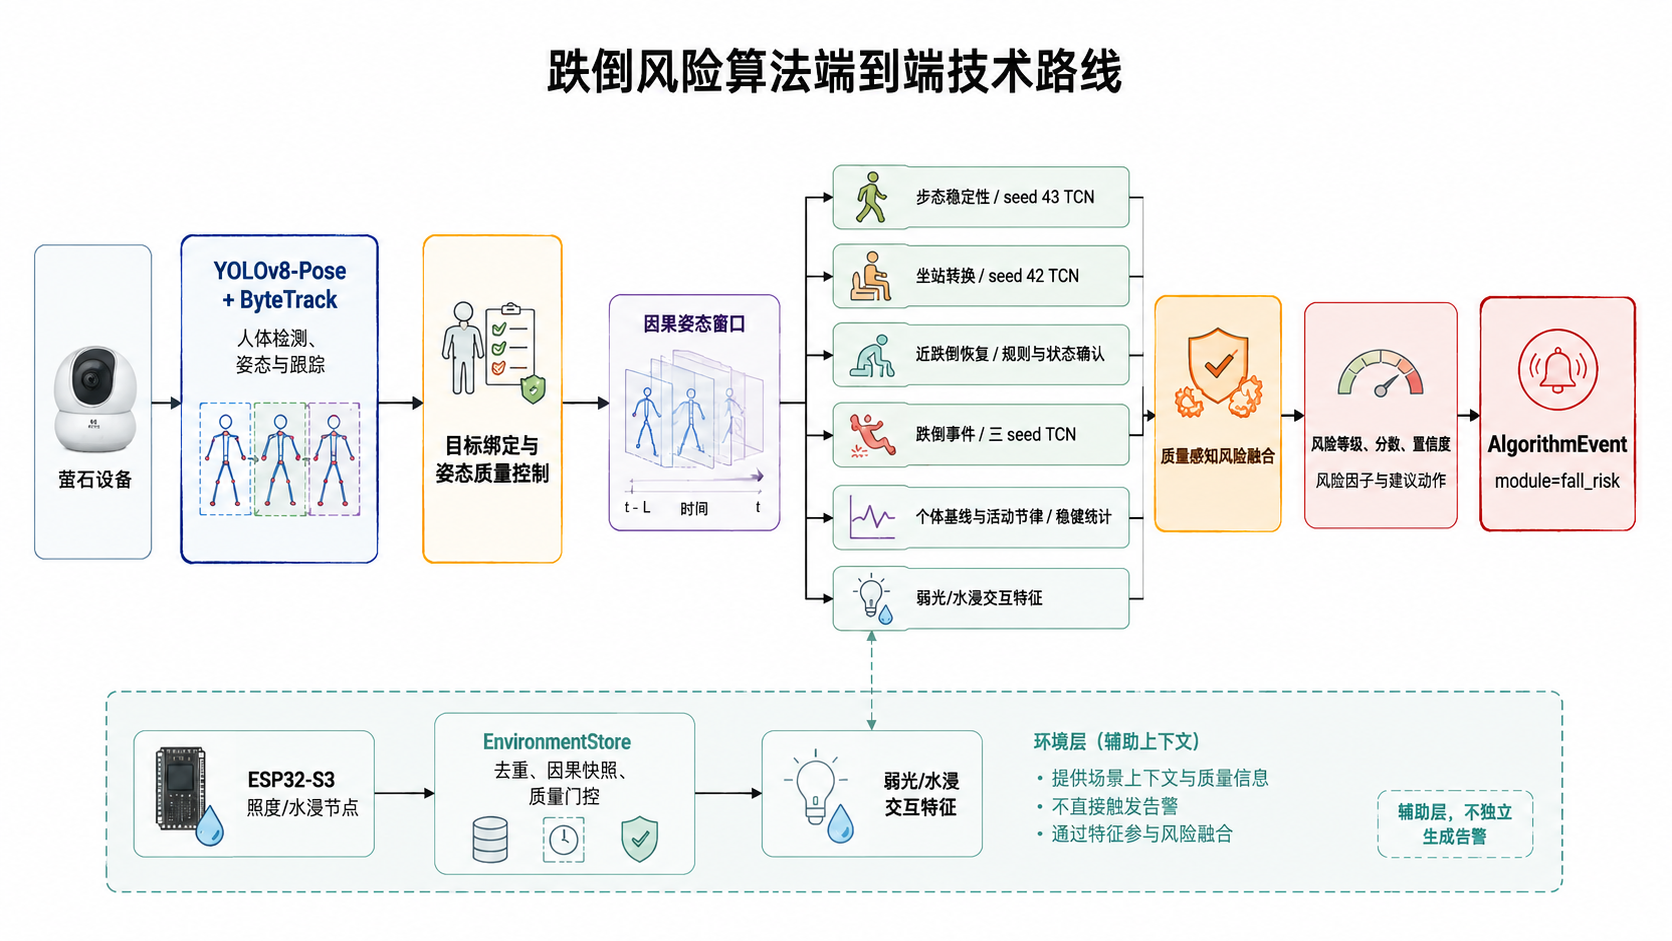 跌倒风险算法端到端技术路线
萤石设备
YOLOv8-Pose
+ ByteTrack
人体检测、
姿态与跟踪
目标绑定与
姿态质量控制
因果姿态窗口
t - L
时间
t
步态稳定性 / seed 43 TCN
坐站转换 / seed 42 TCN
近跌倒恢复 / 规则与状态确认
跌倒事件 / 三 seed TCN
个体基线与活动节律 / 稳健统计
弱光/水浸交互特征
质量感知风险融合
风险等级、分数、置信度
风险因子与建议动作
AlgorithmEvent
module=fall_risk
ESP32-S3
照度/水浸节点
EnvironmentStore
去重、因果快照、
质量门控
弱光/水浸
交互特征
环境层（辅助上下文）
• 提供场景上下文与质量信息
• 不直接触发告警
• 通过特征参与风险融合
辅助层，不独立
生成告警